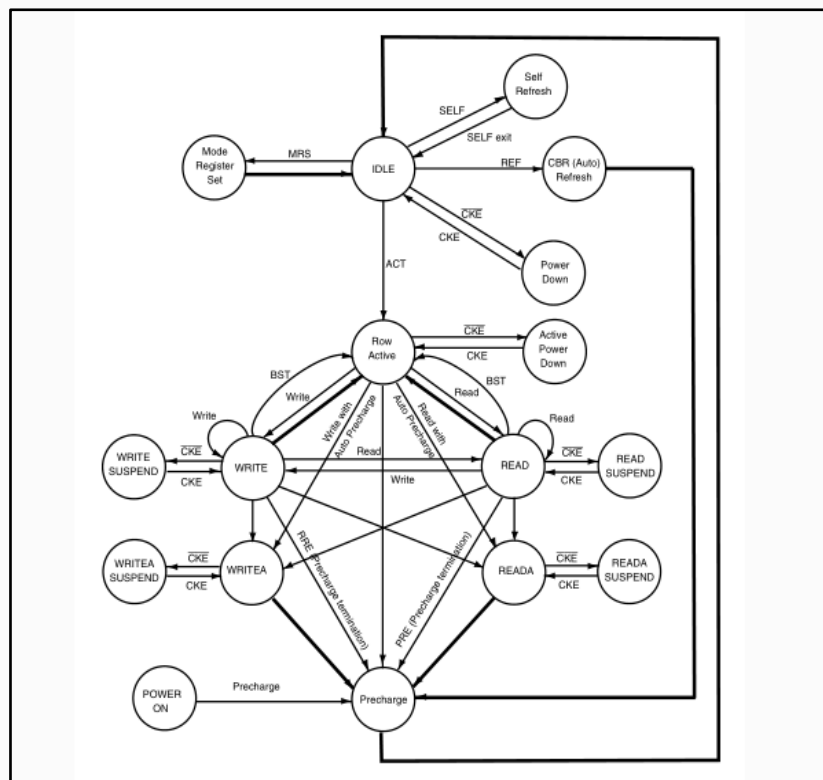 Self
Refresh
SELF
SELF exit
Mode
Register
Set
MRS
IDLE
REF
CBR (Auto)
Refresh
CKE
CKE
Power
Down
ACT
Row
Active
CKE
CKE
Active
Power
Down
BST
BST
Write
Read
Write
Write with
Auto Precharge
Read with
Auto Precharge
Read
WRITE
SUSPEND
CKE
CKE
WRITE
Read
Write
READ
CKE
CKE
READ
SUSPEND
WRITEA
SUSPEND
CKE
CKE
WRITEA
RRE (Precharge termination)
PRE (Precharge termination)
READA
CKE
CKE
READA
SUSPEND
POWER
ON
Precharge
Precharge